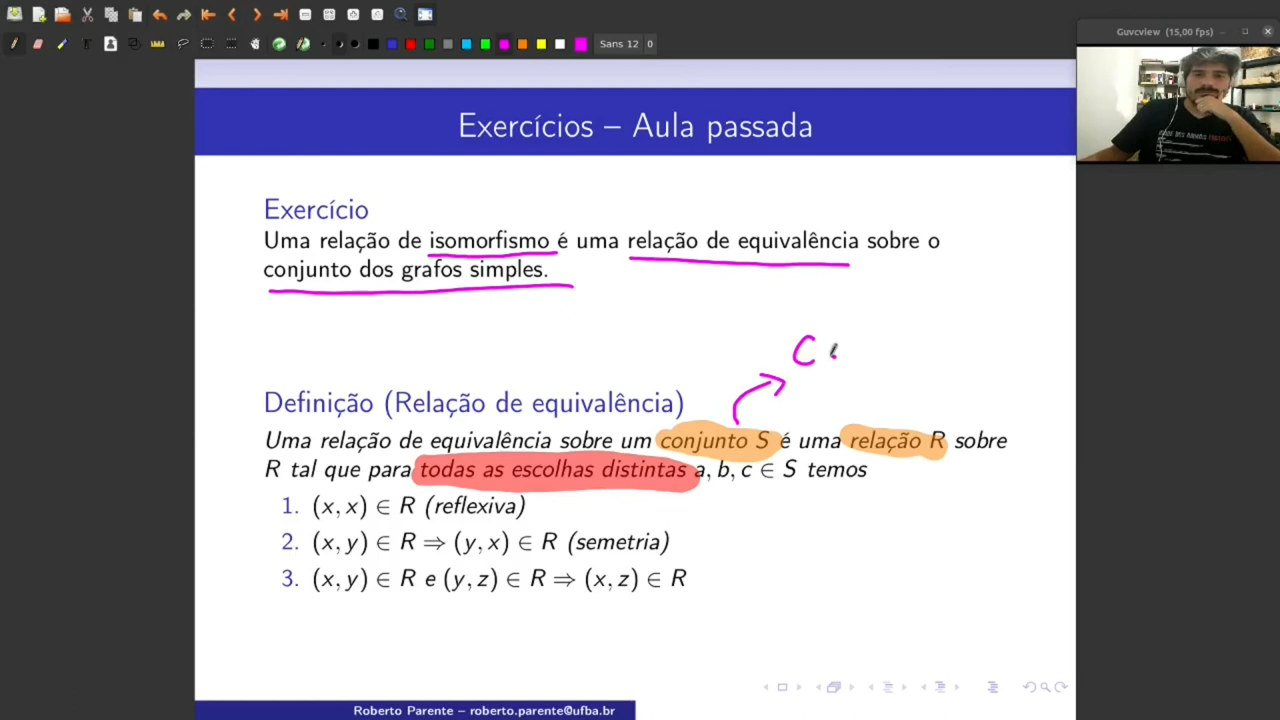 Sans 12
0
Guvcview (15,00 fps)
Exercícios – Aula passada
Exercício
Uma relação de isomorfismo é uma relação de equivalência sobre o
conjunto dos grafos simples.
C
Definição (Relação de equivalência)
Uma relação de equivalência sobre um conjunto S é uma relação R sobre
R tal que para todas as escolhas distintas a, b, c ∈ S temos
1. (x, x) ∈ R (reflexiva)
2. (x, y) ∈ R ⇒ (y, x) ∈ R (semetria)
3. (x, y) ∈ R e (y, z) ∈ R ⇒ (x, z) ∈ R
Roberto Parente – roberto.parente@ufba.br